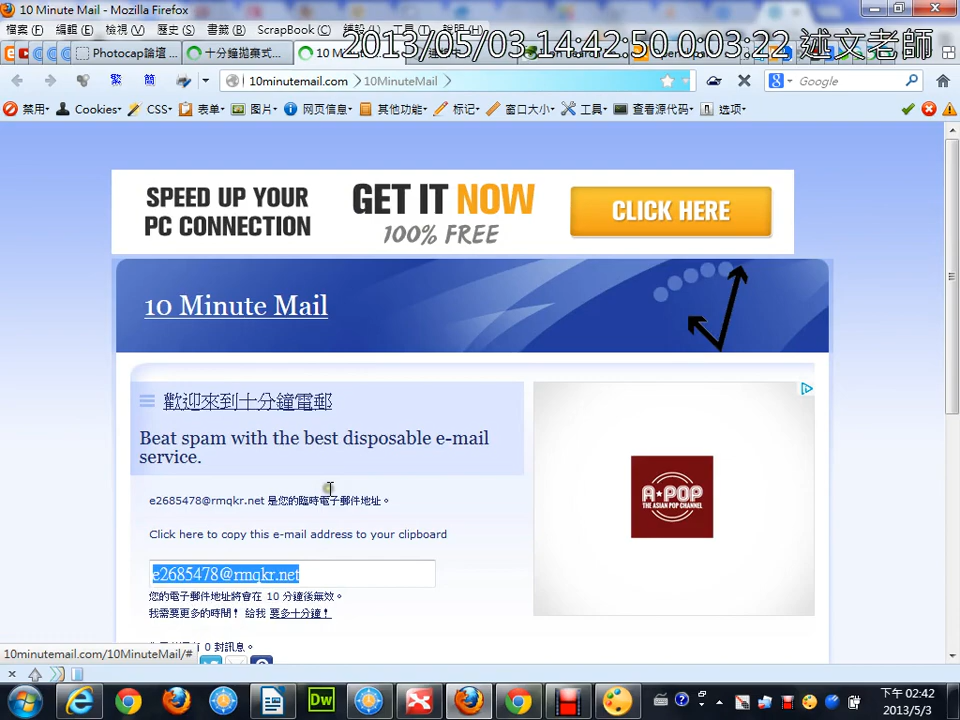 10 Minute Mail - Mozilla Firefox
檔案(F) 編輯(E) 檢視(V) 歷史(S) 書籤(B) ScrapBook(C) 工具(T)
2013/05/03 14:42:50 0:03:22 述文老師
Photocap論壇 ... 十分鐘拋棄式... 10 M
繁 簡 10minutemail.com 10MinuteMail Google
禁用 Cookies CSS 表单 图片 网页信息 其他功能 标记 窗口大小 工具 查看源代码 选项
SPEED UP YOUR
PC CONNECTION
GET IT NOW
100% FREE
CLICK HERE
10 Minute Mail
歡迎來到十分鐘電郵
Beat spam with the best disposable e-mail
service.
e2685478@rmqkr.net 是您的臨時電子郵件地址。
Click here to copy this e-mail address to your clipboard
e2685478@rmqkr.net
您的電子郵件地址將會在 10 分鐘後無效。
我需要更多的時間！ 給我 要多十分鐘！
0 封訊息。
A★POP
THE ASIAN POP CHANNEL
10minutemail.com/10MinuteMail/#
Dw
下午 02:42
2013/5/3